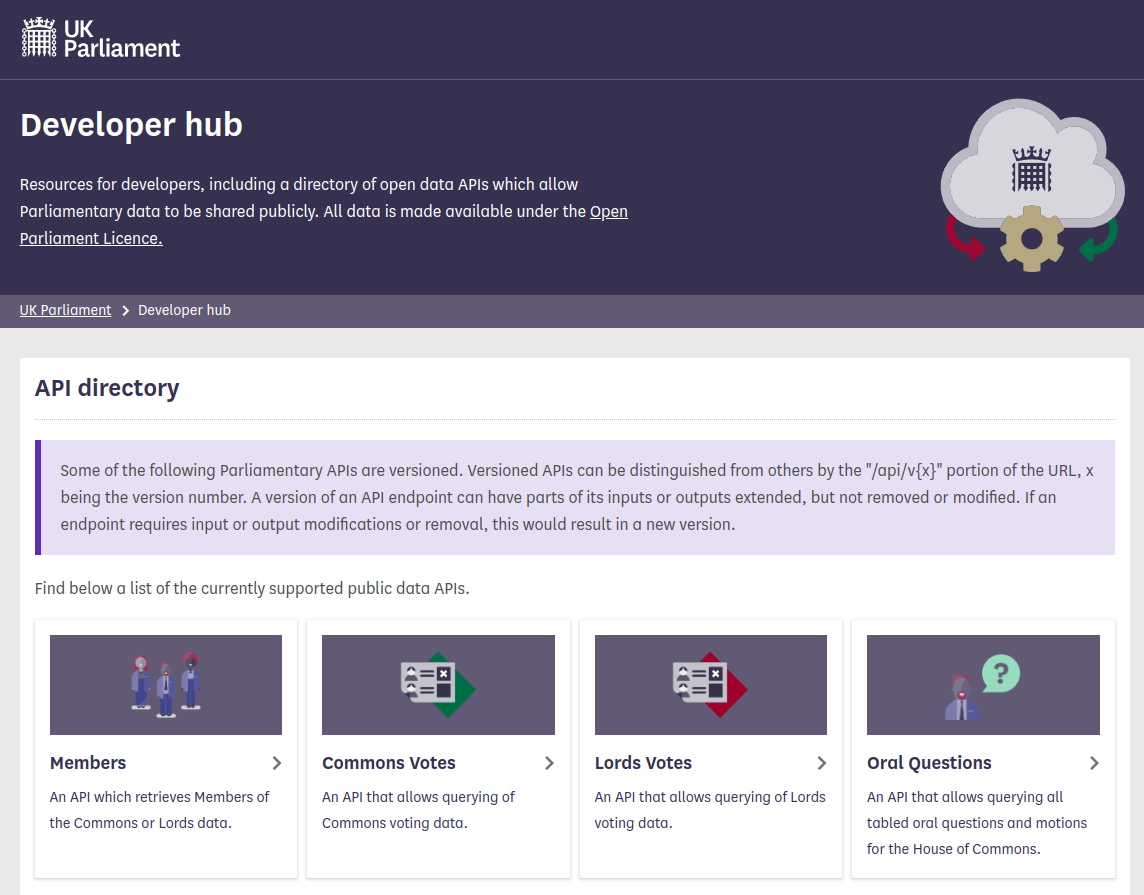 UK
Parliament
Developer hub
Resources for developers, including a directory of open data APIs which allow
Parliamentary data to be shared publicly. All data is made available under the Open
Parliament Licence.
UK Parliament > Developer hub
API directory
Some of the following Parliamentary APIs are versioned. Versioned APIs can be distinguished from others by the "/api/v{x}" portion of the URL, x
being the version number. A version of an API endpoint can have parts of its inputs or outputs extended, but not removed or modified. If an
endpoint requires input or output modifications or removal, this would result in a new version.
Find below a list of the currently supported public data APIs.
Members
An API which retrieves Members of
the Commons or Lords data.
Commons Votes
An API that allows querying of
Commons voting data.
Lords Votes
An API that allows querying of Lords
voting data.
?
Oral Questions
An API that allows querying all
tabled oral questions and motions
for the House of Commons.